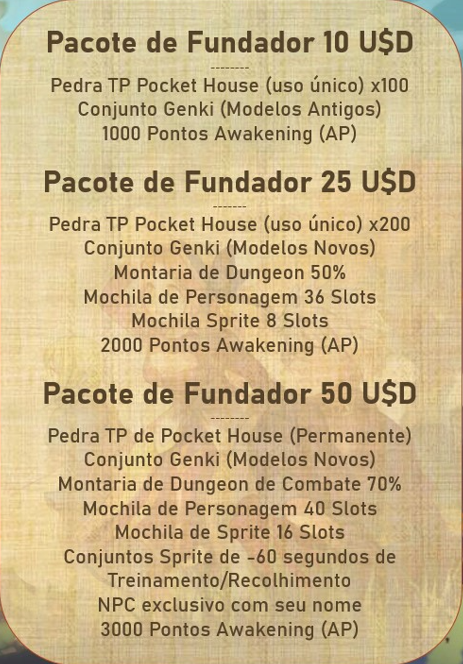 Pacote de Fundador 10 U$D
--------
Pedra TP Pocket House (uso único) x100
Conjunto Genki (Modelos Antigos)
1000 Pontos Awakening (AP)
Pacote de Fundador 25 U$D
-------
Pedra TP Pocket House (uso único) x200
Conjunto Genki (Modelos Novos)
Montaria de Dungeon 50%
Mochila de Personagem 36 Slots
Mochila Sprite 8 Slots
2000 Pontos Awakening (AP)
Pacote de Fundador 50 U$D
--------
Pedra TP de Pocket House (Permanente)
Conjunto Genki (Modelos Novos)
Montaria de Dungeon de Combate 70%
Mochila de Personagem 40 Slots
Mochila de Sprite 16 Slots
Conjuntos Sprite de -60 segundos de
Treinamento/Recolhimento
NPC exclusivo com seu nome
3000 Pontos Awakening (AP)